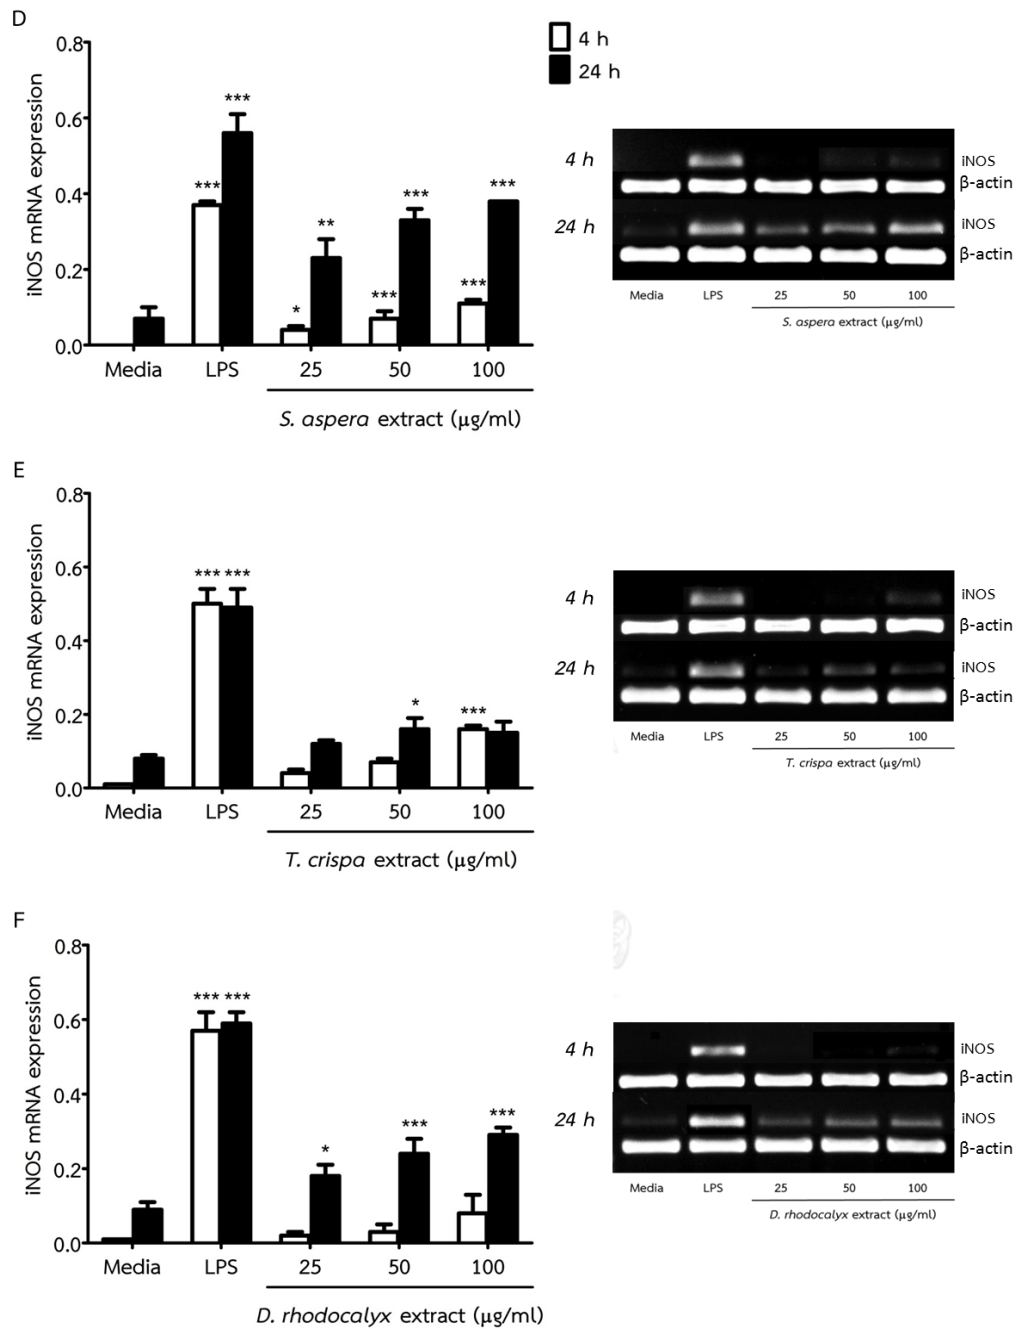 D
4 h
24 h
iNOS mRNA expression
0.8
0.6
0.4
0.2
0.0
***
***
*
**
***
***
***
***
Media LPS 25 50 100
S. aspera extract (μg/ml)
4 h iNOS
β-actin
24 h iNOS
β-actin
Media LPS 25 50 100
S. aspera extract (μg/ml)
E
iNOS mRNA expression
0.8
0.6
0.4
0.2
0.0
*** ***
*
***
Media LPS 25 50 100
T. crispa extract (μg/ml)
4 h iNOS
β-actin
24 h iNOS
β-actin
Media LPS 25 50 100
T. crispa extract (μg/ml)
F
iNOS mRNA expression
0.8
0.6
0.4
0.2
0.0
*** ***
*
***
***
Media LPS 25 50 100
D. rhodocalyx extract (μg/ml)
4 h iNOS
β-actin
24 h iNOS
β-actin
Media LPS 25 50 100
D. rhodocalyx extract (μg/ml)